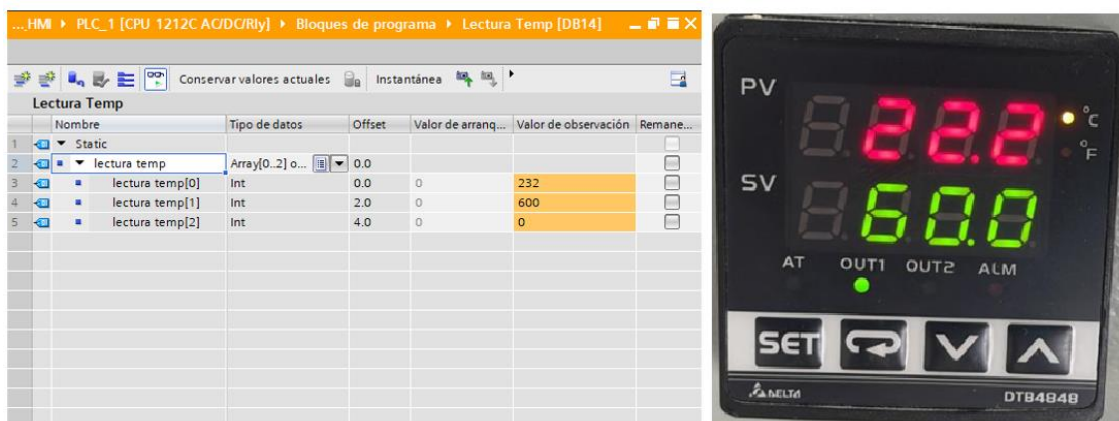 ...HMI ▸ PLC_1 [CPU 1212C AC/DC/Rly] ▸ Bloques de programa ▸ Lectura Temp [DB14]
Conservar valores actuales Instantánea
Lectura Temp
Nombre Tipo de datos Offset Valor de arranq... Valor de observación Remane...
1 Static
2 lectura temp Array[0..2] o... 0.0
3 lectura temp[0] Int 0.0 0 232
4 lectura temp[1] Int 2.0 0 600
5 lectura temp[2] Int 4.0 0 0
PV
22.2
°C
°F
SV
60.0
AT OUT1 OUT2 ALM
SET
DELTA
DTB4848